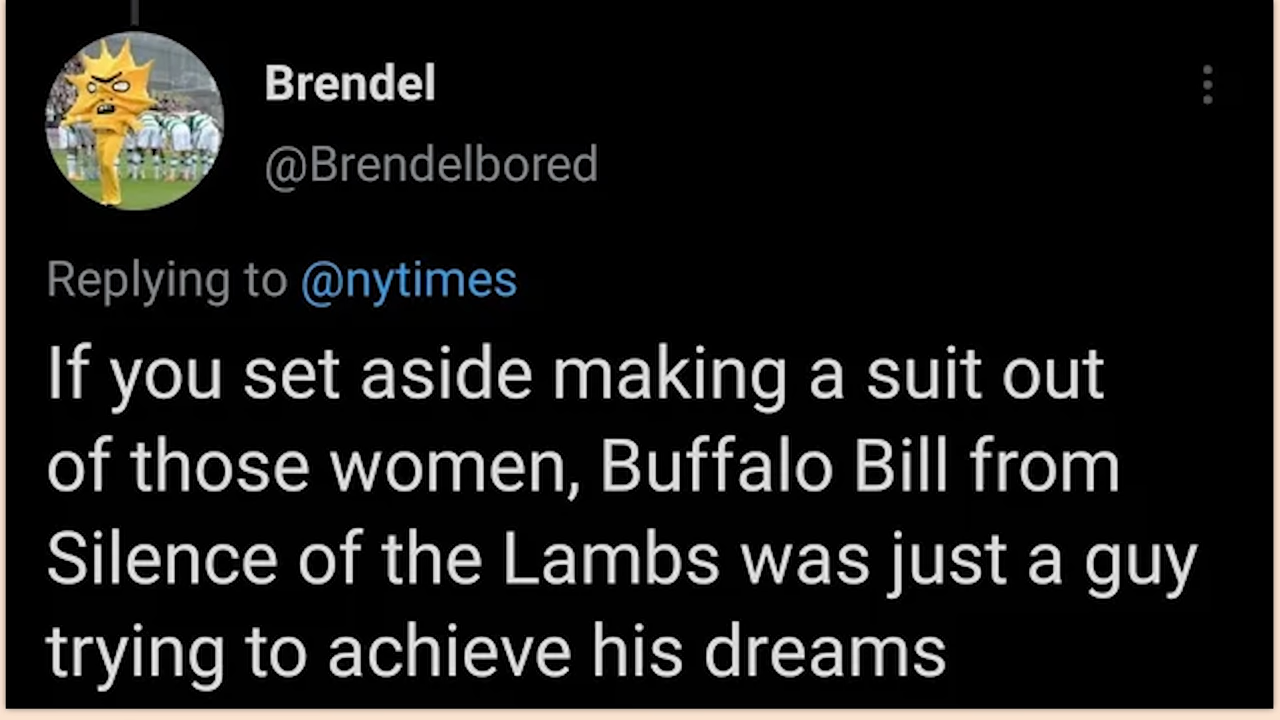 Brendel
@Brendelbored
Replying to @nytimes
If you set aside making a suit out
of those women, Buffalo Bill from
Silence of the Lambs was just a guy
trying to achieve his dreams